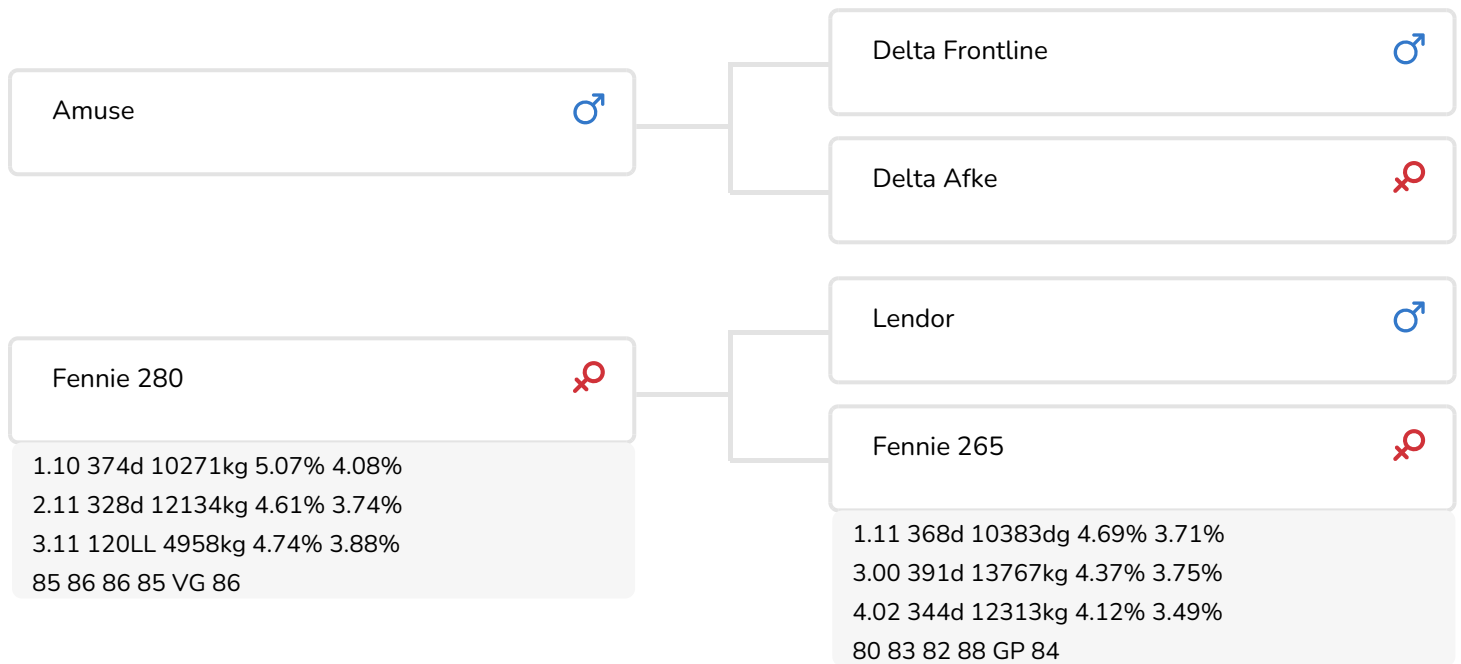 Delta Frontline
Amuse
Delta Afke
Lendor
Fennie 280
Fennie 265
1.10 374d 10271kg 5.07% 4.08%
2.11 328d 12134kg 4.61% 3.74%
3.11 120LL 4958kg 4.74% 3.88%
85 86 86 85 VG 86
1.11 368d 10383dg 4.69% 3.71%
3.00 391d 13767kg 4.37% 3.75%
4.02 344d 12313kg 4.12% 3.49%
80 83 82 88 GP 84